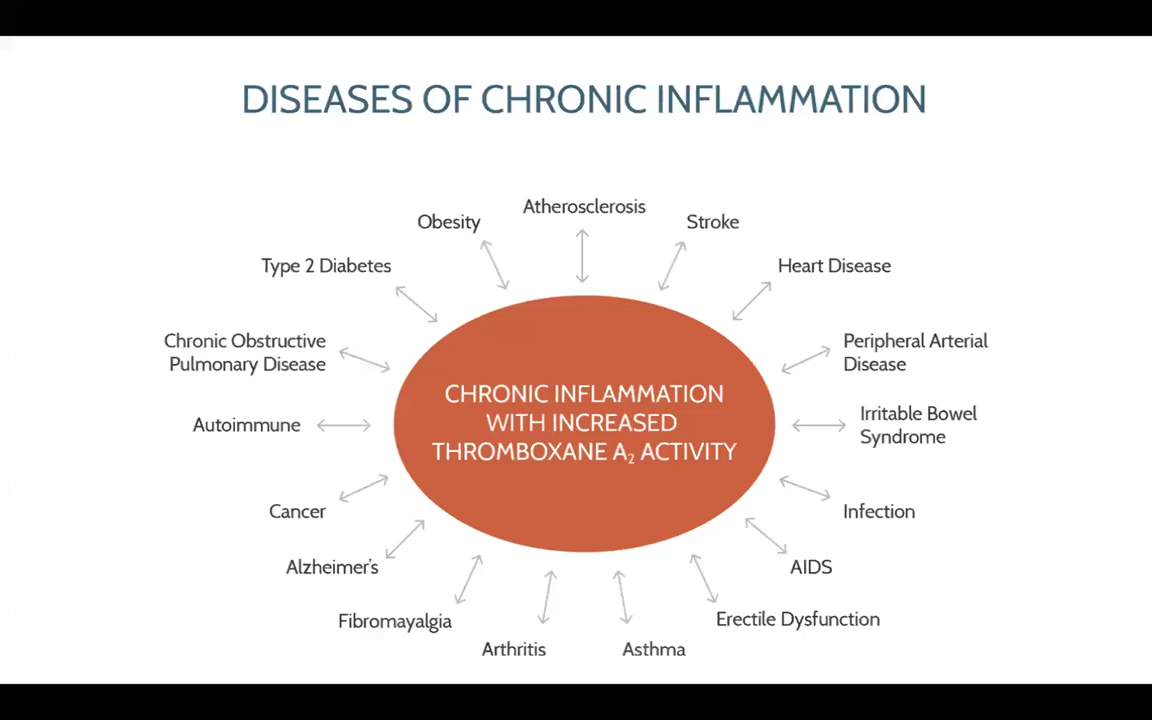 DISEASES OF CHRONIC INFLAMMATION
Atherosclerosis
Obesity
Stroke
Type 2 Diabetes
Heart Disease
Chronic Obstructive
Pulmonary Disease
Peripheral Arterial
Disease
CHRONIC INFLAMMATION
WITH INCREASED
THROMBOXANE A₂ ACTIVITY
Autoimmune
Irritable Bowel
Syndrome
Cancer
Infection
Alzheimer's
AIDS
Fibromayalgia
Erectile Dysfunction
Arthritis
Asthma